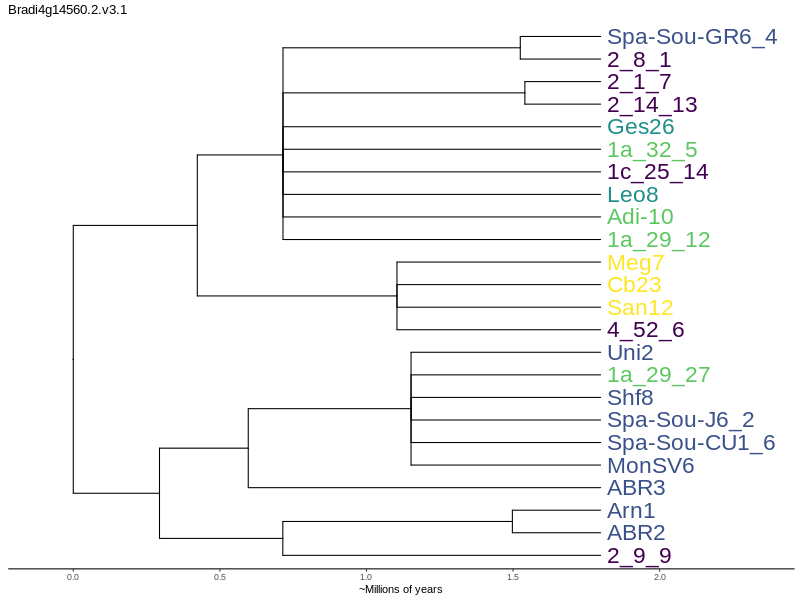 Bradi4g14560.2.v3.1
Spa-Sou-GR6_4
2_8_1
2_1_7
2_14_13
Ges26
1a_32_5
1c_25_14
Leo8
Adi-10
1a_29_12
Meg7
Cb23
San12
4_52_6
Uni2
1a_29_27
Shf8
Spa-Sou-J6_2
Spa-Sou-CU1_6
MonSV6
ABR3
Arn1
ABR2
2_9_9
0.0 0.5 1.0 1.5 2.0
~Millions of years